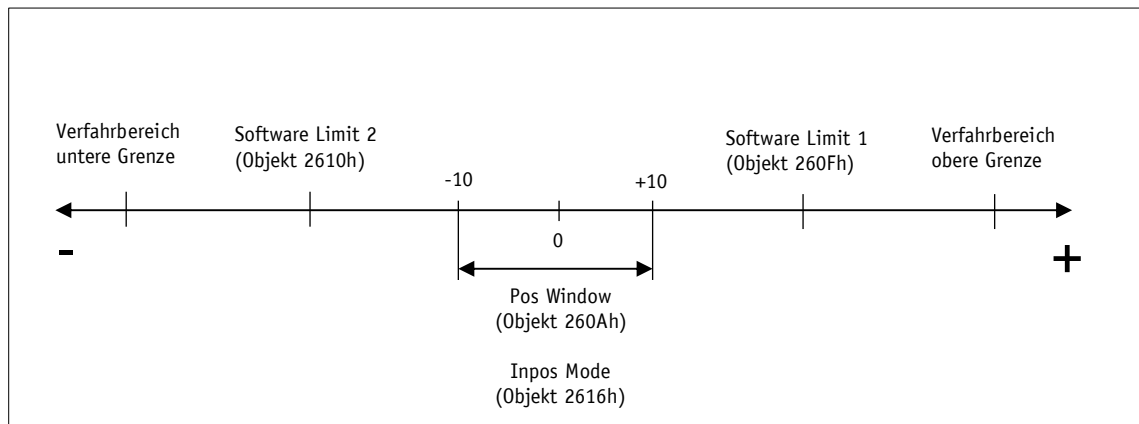 Verfahrbereich
untere Grenze
Software Limit 2
(Objekt 2610h)
Software Limit 1
(Objekt 260Fh)
Verfahrbereich
obere Grenze
-10
+10
0
-
+
Pos Window
(Objekt 260Ah)
Inpos Mode
(Objekt 2616h)